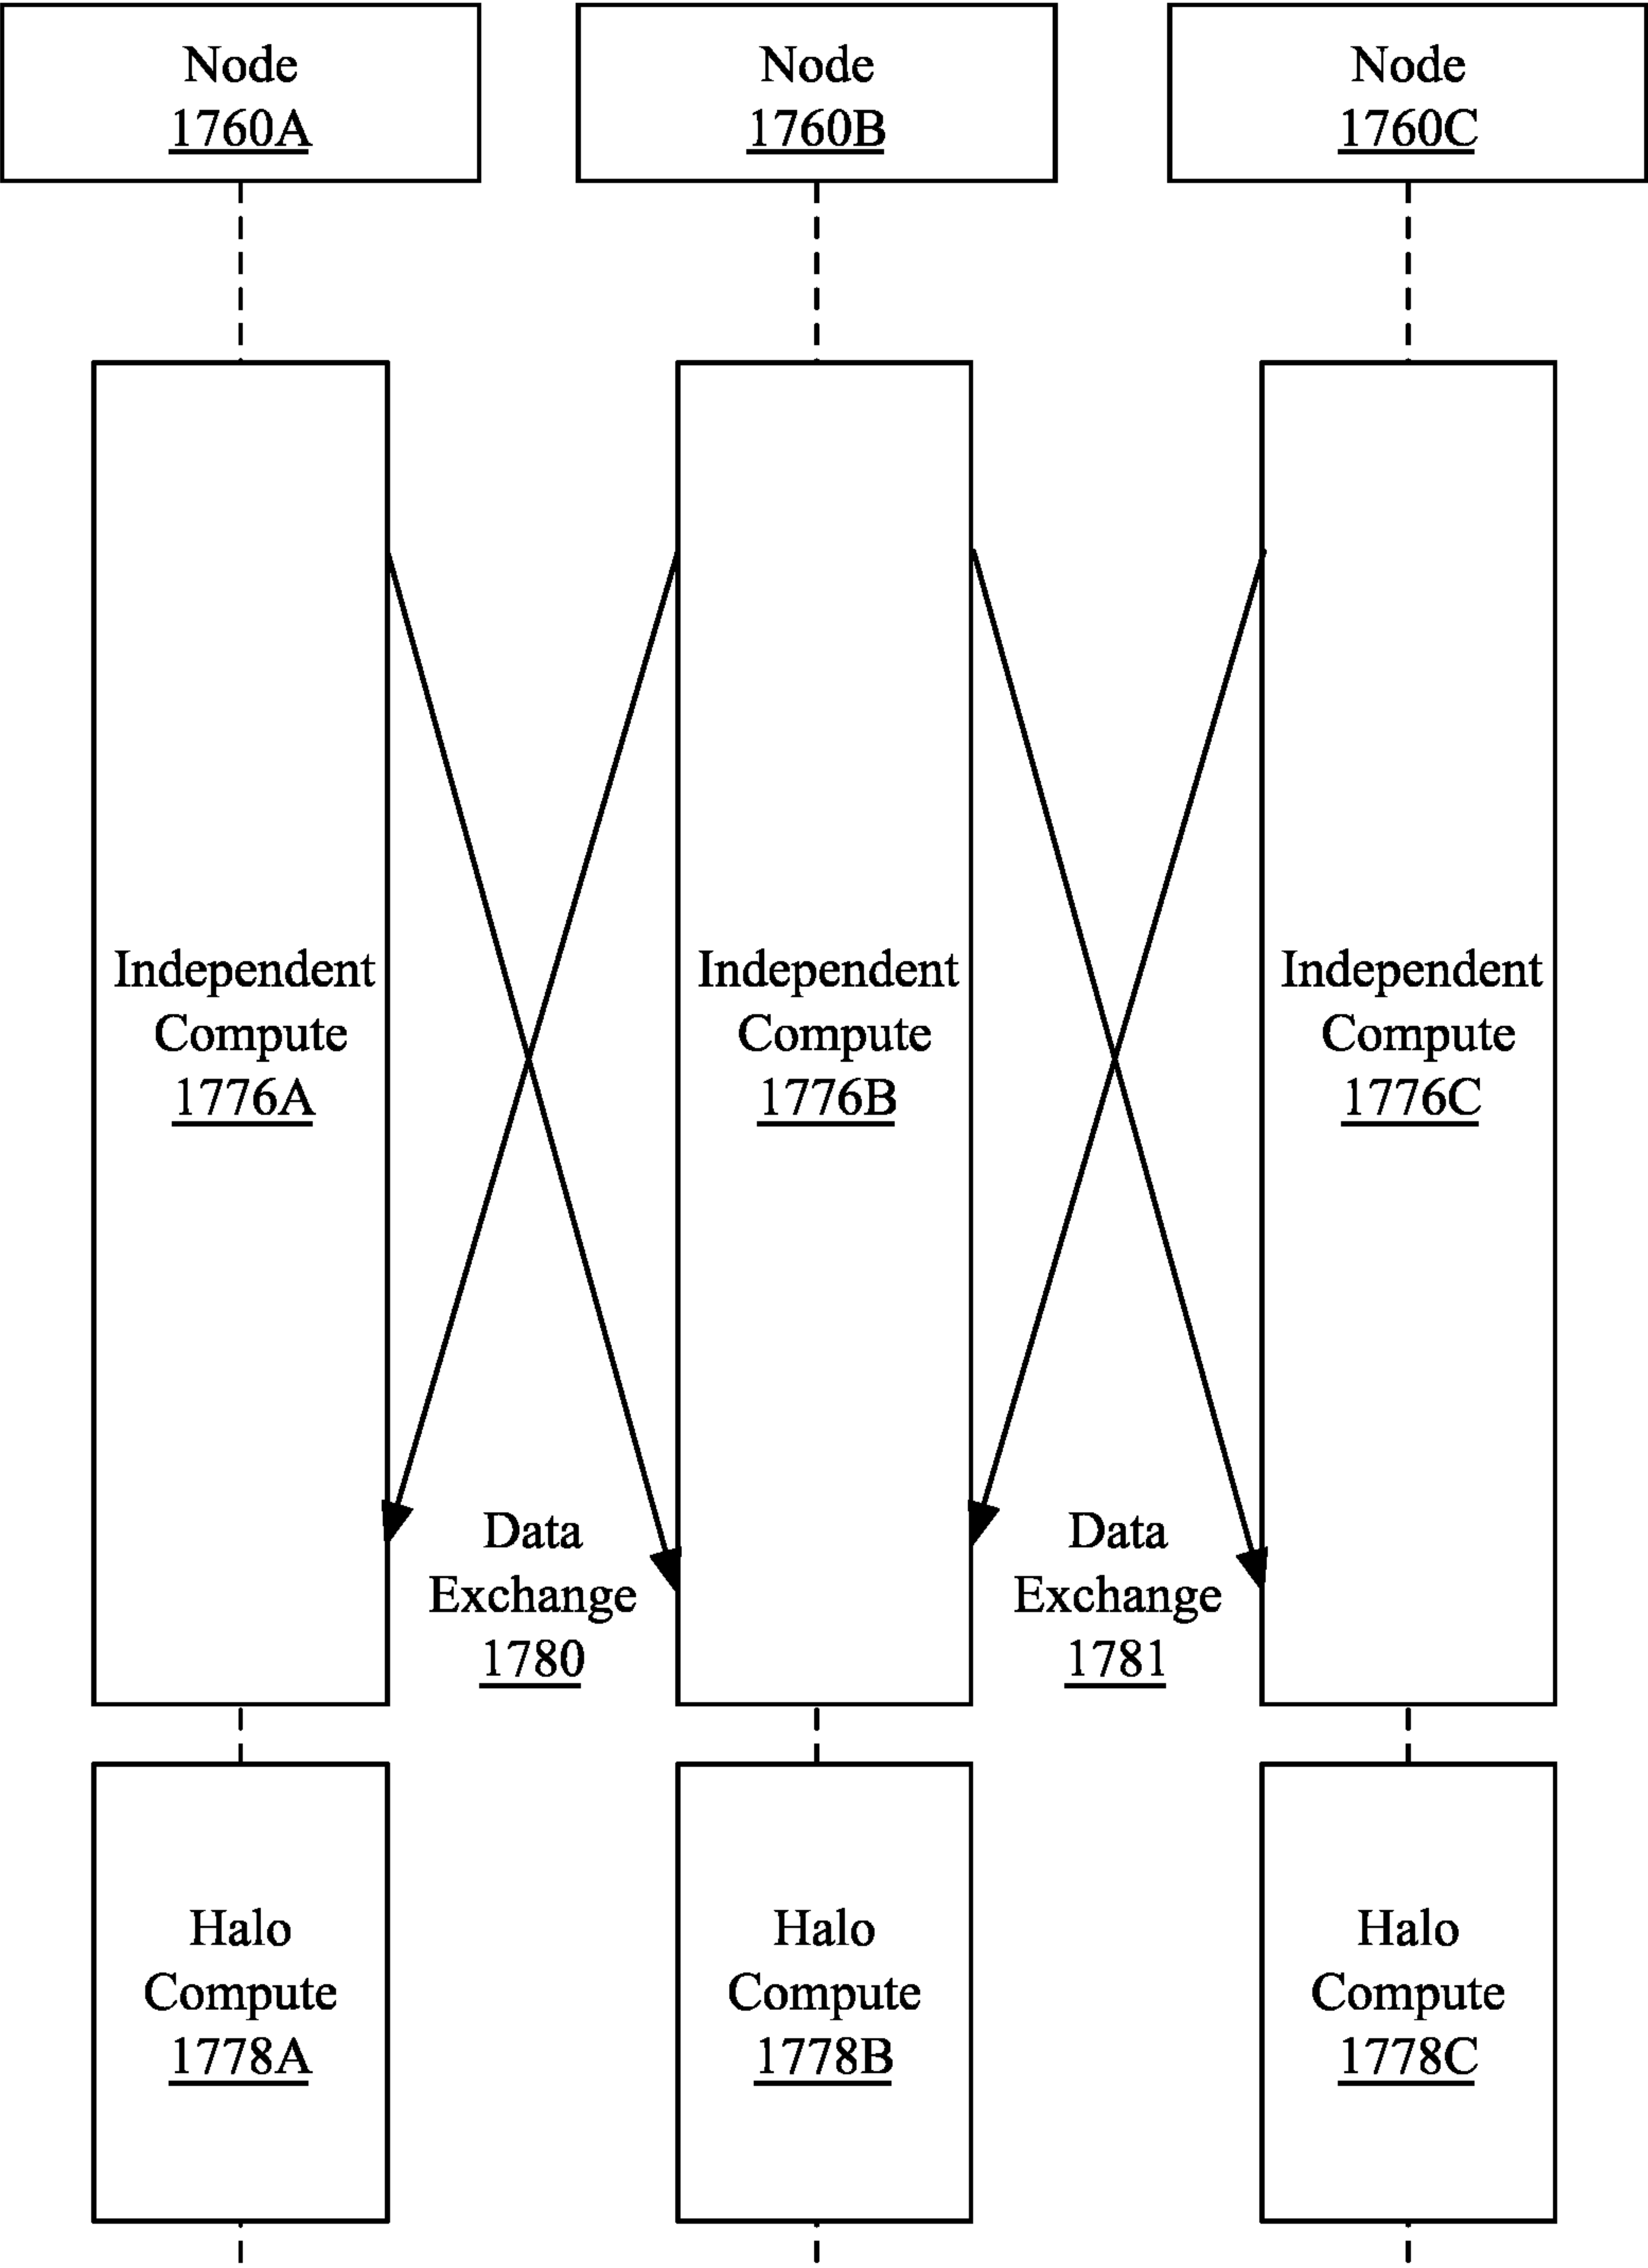 Node
1760A
Node
1760B
Node
1760C
Independent
Compute
1776A
Independent
Compute
1776B
Independent
Compute
1776C
Data
Exchange
1780
Data
Exchange
1781
Halo
Compute
1778A
Halo
Compute
1778B
Halo
Compute
1778C